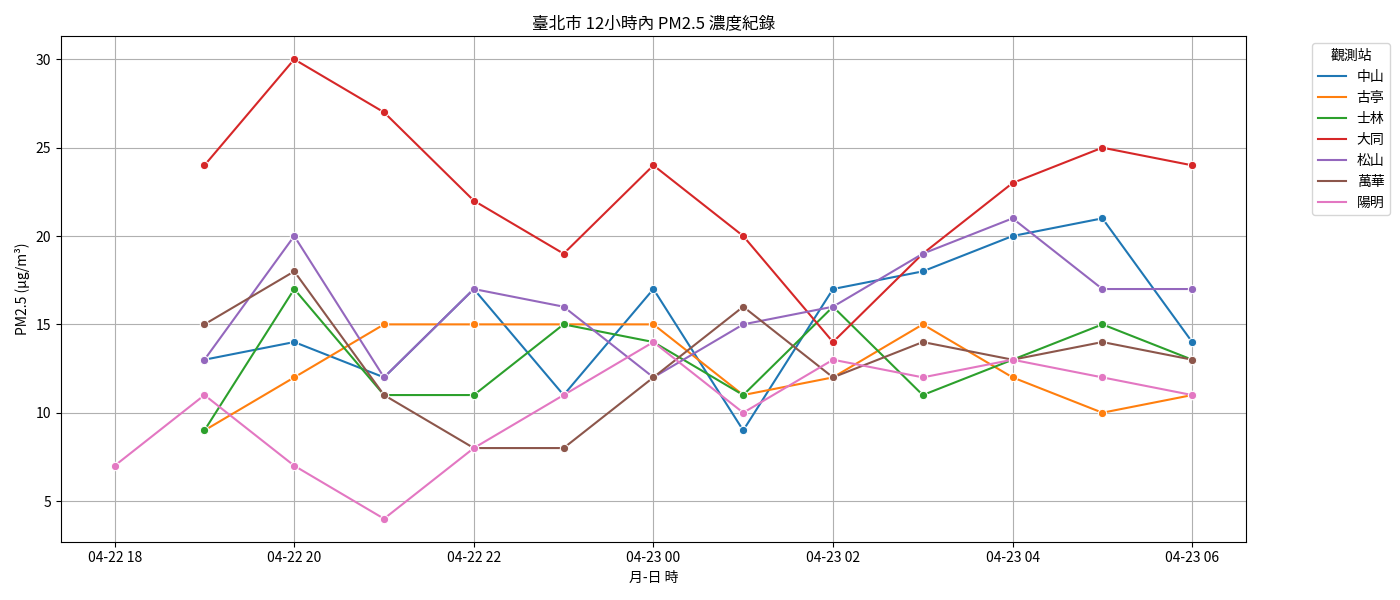 臺北市 12小時內 PM2.5 濃度紀錄
PM2.5 (μg/m³)
30
25
20
15
10
5
04-22 18
04-22 20
04-22 22
04-23 00
04-23 02
04-23 04
04-23 06
月-日 時
觀測站
中山
古亭
士林
大同
松山
萬華
陽明